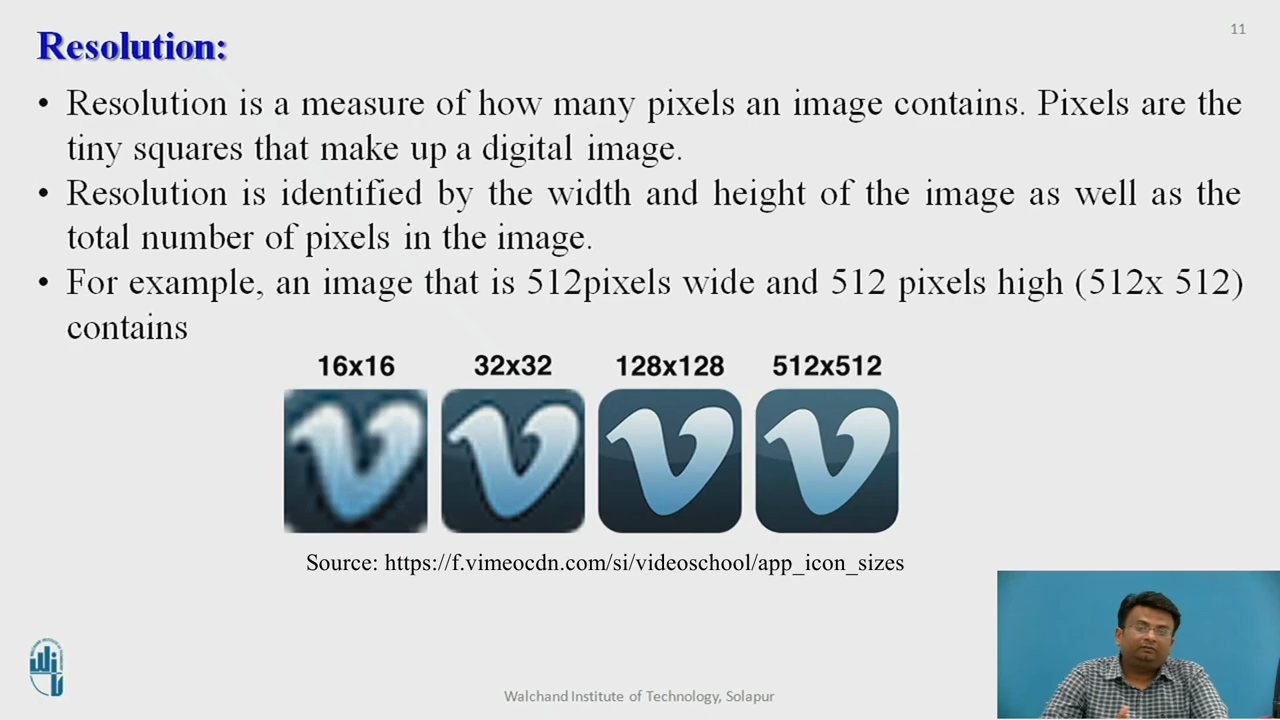 11
Resolution:
• Resolution is a measure of how many pixels an image contains. Pixels are the
tiny squares that make up a digital image.
• Resolution is identified by the width and height of the image as well as the
total number of pixels in the image.
• For example, an image that is 512pixels wide and 512 pixels high (512x 512)
contains
16x16 32x32 128x128 512x512
Source: https://f.vimeocdn.com/si/videoschool/app_icon_sizes
Walchand Institute of Technology, Solapur